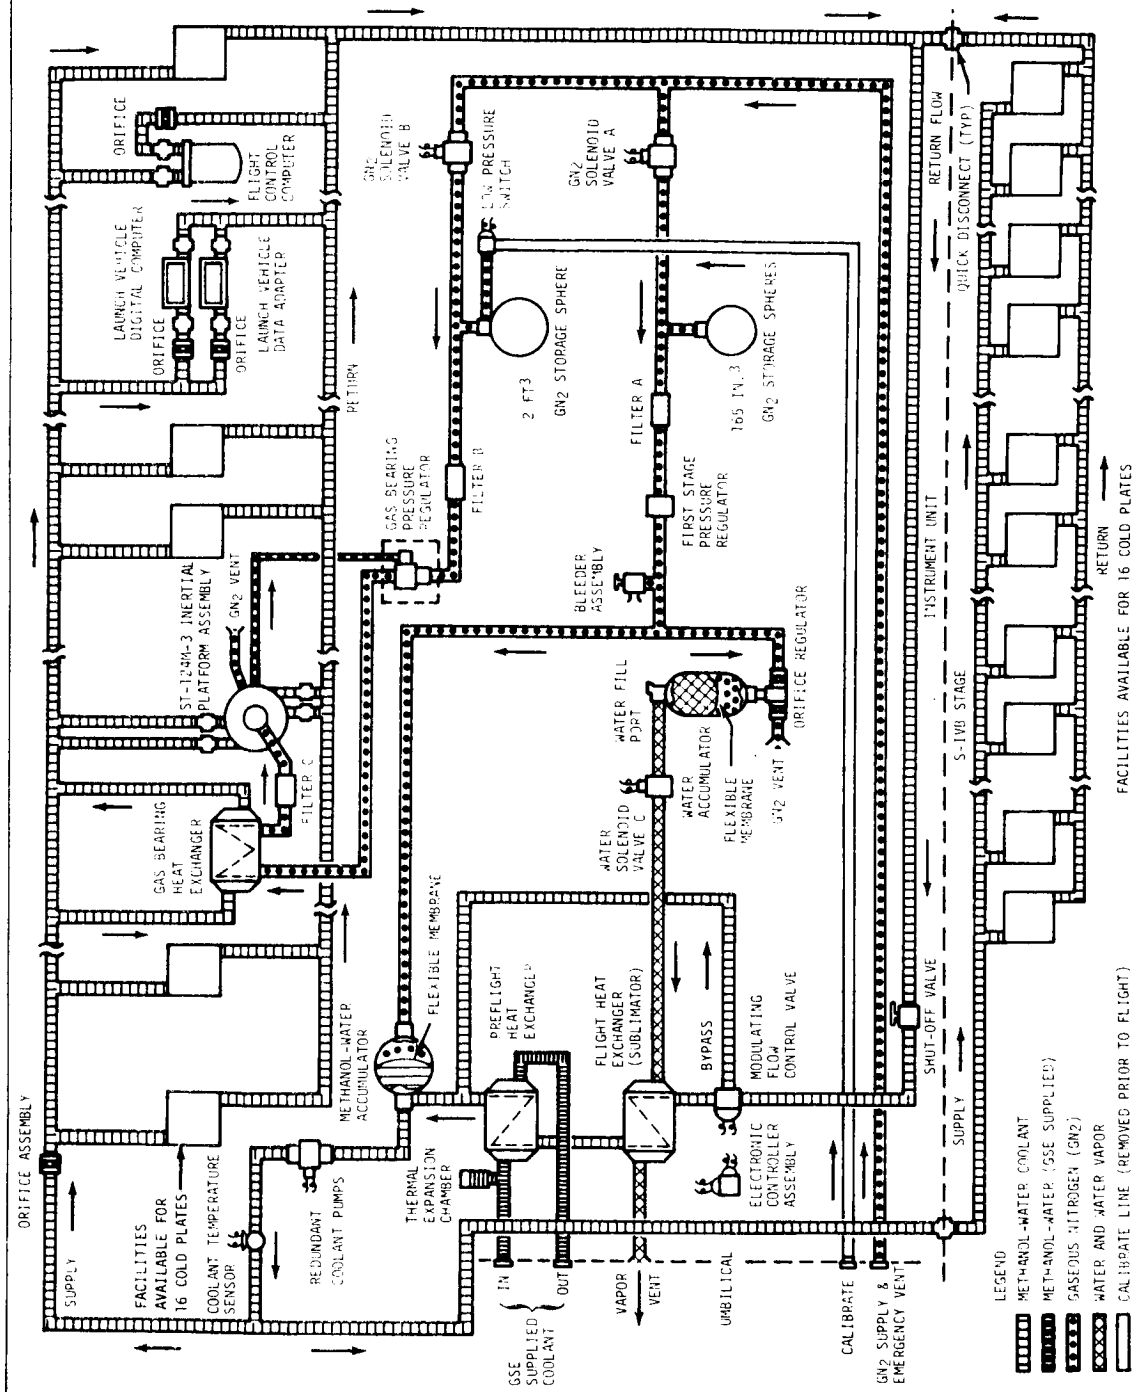 ORIFICE ASSEMBLY
SUPPLY
FACILITIES
AVAILABLE FOR
16 COLD PLATES
COOLANT TEMPERATURE
SENSOR
REDUNDANT
COOLANT PUMPS
METHANOL-WATER
ACCUMULATOR
FLEXIBLE MEMBRANE
GAS BEARING
HEAT
EXCHANGER
FILTER C
ST-124M-3 INERTIAL
PLATFORM ASSEMBLY
GN2 VENT
RETURN
LAUNCH VEHICLE
DIGITAL COMPUTER
ORIFICE
ORIFICE
LAUNCH VEHICLE
DATA ADAPTER
ORIFICE
FLIGHT
CONTROL
COMPUTER
GAS BEARING
PRESSURE
REGULATOR
FILTER B
2 FT3
GN2 STORAGE SPHERE
GN2
SOLENOID
VALVE B
LOW PRESSURE
SWITCH
GN2
SOLENOID
VALVE A
FILTER A
165 IN.3
GN2 STORAGE SPHERES
FIRST STAGE
PRESSURE
REGULATOR
BLEEDER
ASSEMBLY
THERMAL
EXPANSION
CHAMBER
PREFLIGHT
HEAT
EXCHANGER
FLIGHT HEAT
EXCHANGER
(SUBLIMATOR)
WATER
SOLENOID
VALVE C
WATER FILL
PORT
WATER
ACCUMULATOR
FLEXIBLE
MEMBRANE
GN2 VENT
ORIFICE REGULATOR
BYPASS
MODULATING
FLOW
CONTROL VALVE
ELECTRONIC
CONTROLLER
ASSEMBLY
GSE
SUPPLIED
COOLANT
IN
OUT
VAPOR
VENT
UMBILICAL
CALIBRATE
GN2 SUPPLY &
EMERGENCY VENT
SHUT-OFF VALVE
SUPPLY
INSTRUMENT UNIT
S-IVB STAGE
RETURN FLOW
QUICK DISCONNECT (TYP)
RETURN
FACILITIES AVAILABLE FOR 16 COLD PLATES
LEGEND
METHANOL-WATER COOLANT
METHANOL-WATER (GSE SUPPLIED)
GASEOUS NITROGEN (GN2)
WATER AND WATER VAPOR
CALIBRATE LINE (REMOVED PRIOR TO FLIGHT)